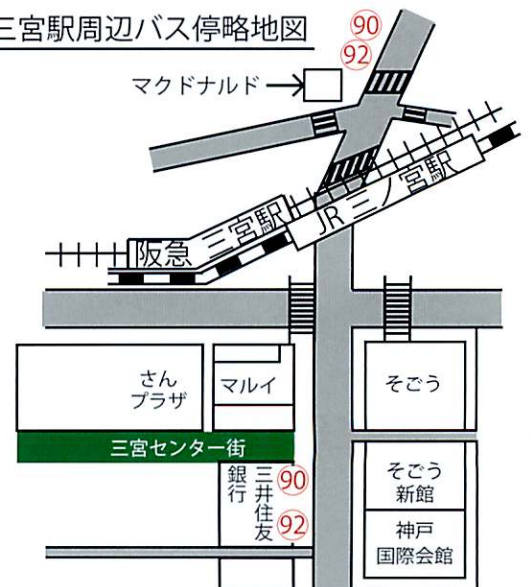 三宮駅周辺バス停略地図
90
92
マクドナルド
阪急 三宮駅
JR 三ノ宮駅
さん
プラザ
マルイ
そごう
三宮センター街
三井住友
銀行
90
92
そごう
新館
神戸
国際会館